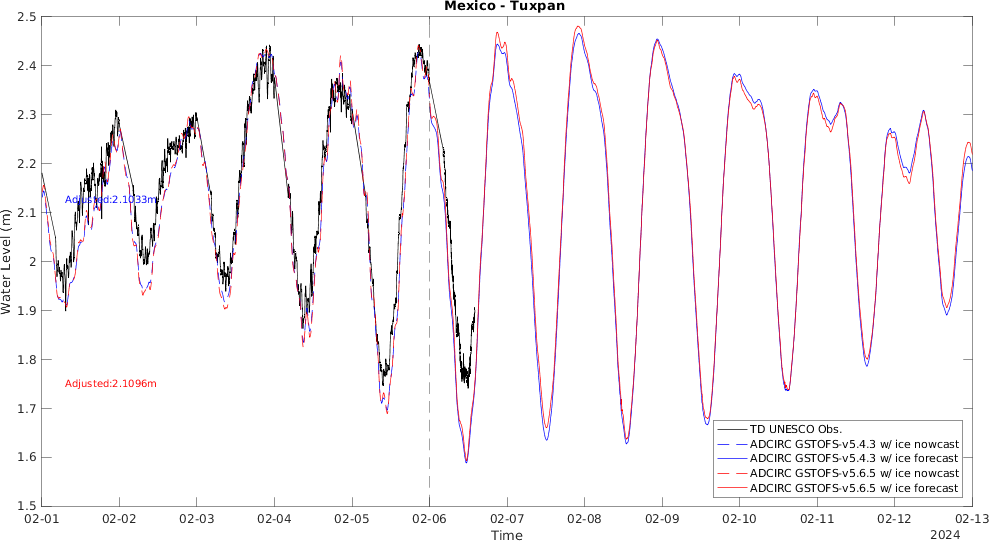 Mexico - Tuxpan
Water Level (m)
2.5
2.4
2.3
2.2
2.1
2
1.9
1.8
1.7
1.6
1.5
Adjusted:2.1033m
Adjusted:2.1096m
TD UNESCO Obs.
ADCIRC GSTOFS-v5.4.3 w/ ice nowcast
ADCIRC GSTOFS-v5.4.3 w/ ice forecast
ADCIRC GSTOFS-v5.6.5 w/ ice nowcast
ADCIRC GSTOFS-v5.6.5 w/ ice forecast
02-01 02-02 02-03 02-04 02-05 02-06 02-07 02-08 02-09 02-10 02-11 02-12 02-13
Time
2024